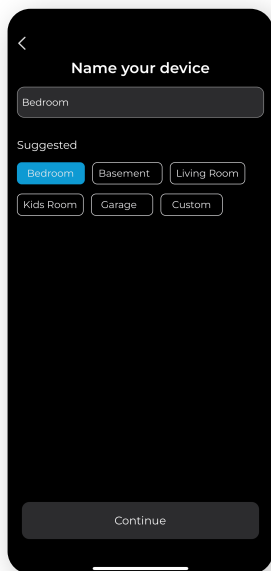 Name your device
Bedroom
Suggested
Bedroom Basement Living Room
Kids Room Garage Custom
Continue